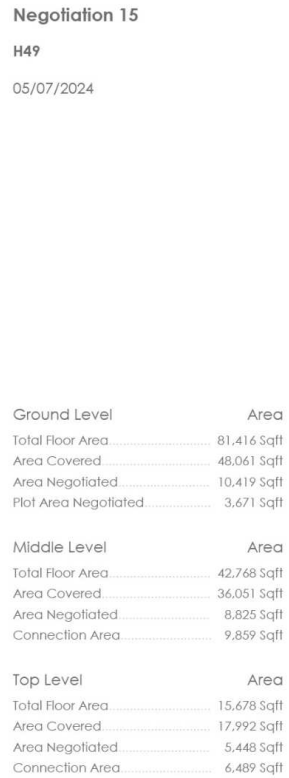 Negotiation 15
H49
05/07/2024
Ground Level Area
Total Floor Area 81,416 Sqft
Area Covered 48,061 Sqft
Area Negotiated 10,419 Sqft
Plot Area Negotiated 3,671 Sqft
Middle Level Area
Total Floor Area 42,768 Sqft
Area Covered 36,051 Sqft
Area Negotiated 8,825 Sqft
Connection Area 9,859 Sqft
Top Level Area
Total Floor Area 15,678 Sqft
Area Covered 17,992 Sqft
Area Negotiated 5,448 Sqft
Connection Area 6,489 Sqft